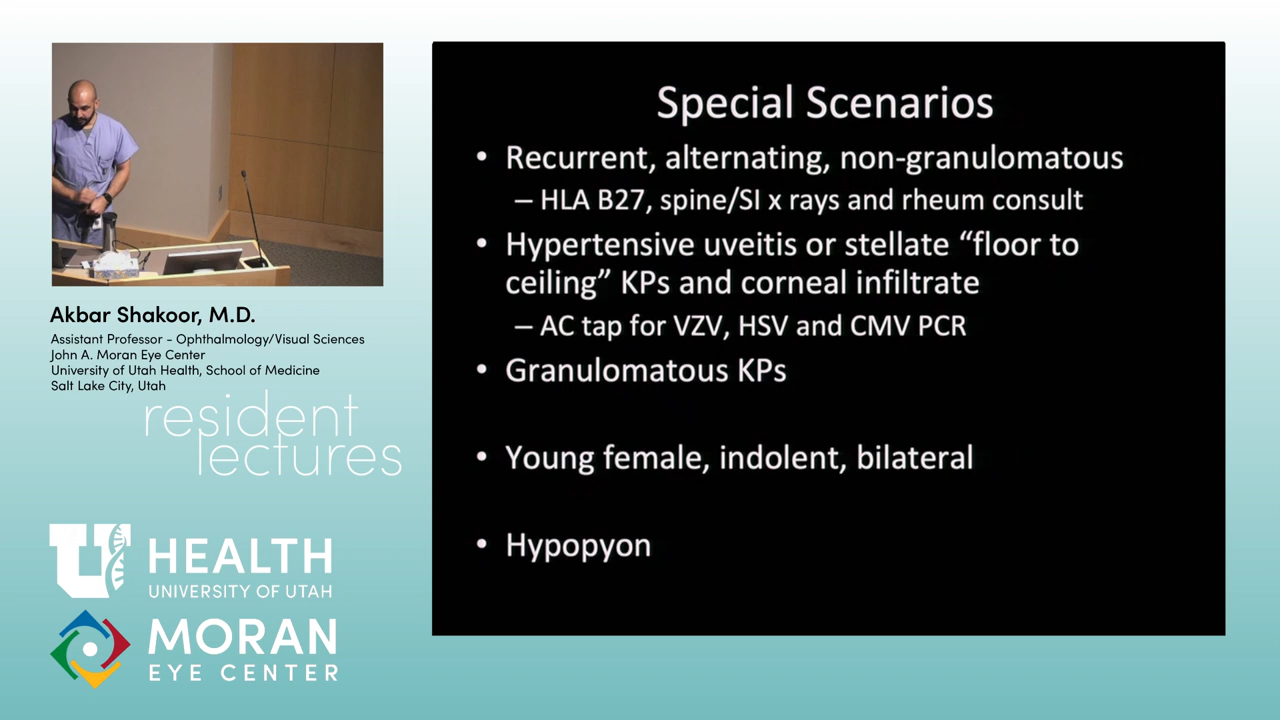 Akbar Shakoor, M.D.
Assistant Professor - Ophthalmology/Visual Sciences
John A. Moran Eye Center
University of Utah Health, School of Medicine
Salt Lake City, Utah
resident
lectures
U HEALTH
UNIVERSITY OF UTAH
MORAN
EYE CENTER
Special Scenarios
• Recurrent, alternating, non-granulomatous
– HLA B27, spine/SI x rays and rheum consult
• Hypertensive uveitis or stellate “floor to
ceiling” KPs and corneal infiltrate
– AC tap for VZV, HSV and CMV PCR
• Granulomatous KPs
• Young female, indolent, bilateral
• Hypopyon